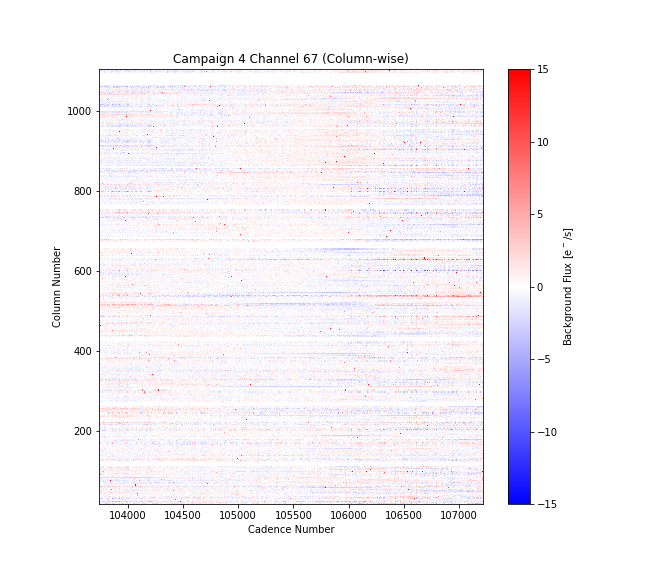 Campaign 4 Channel 67 (Column-wise)
Column Number
1000
800
600
400
200
104000 104500 105000 105500 106000 106500 107000
Cadence Number
15
10
5
0
−5
−10
−15
Background Flux [e⁻/s]